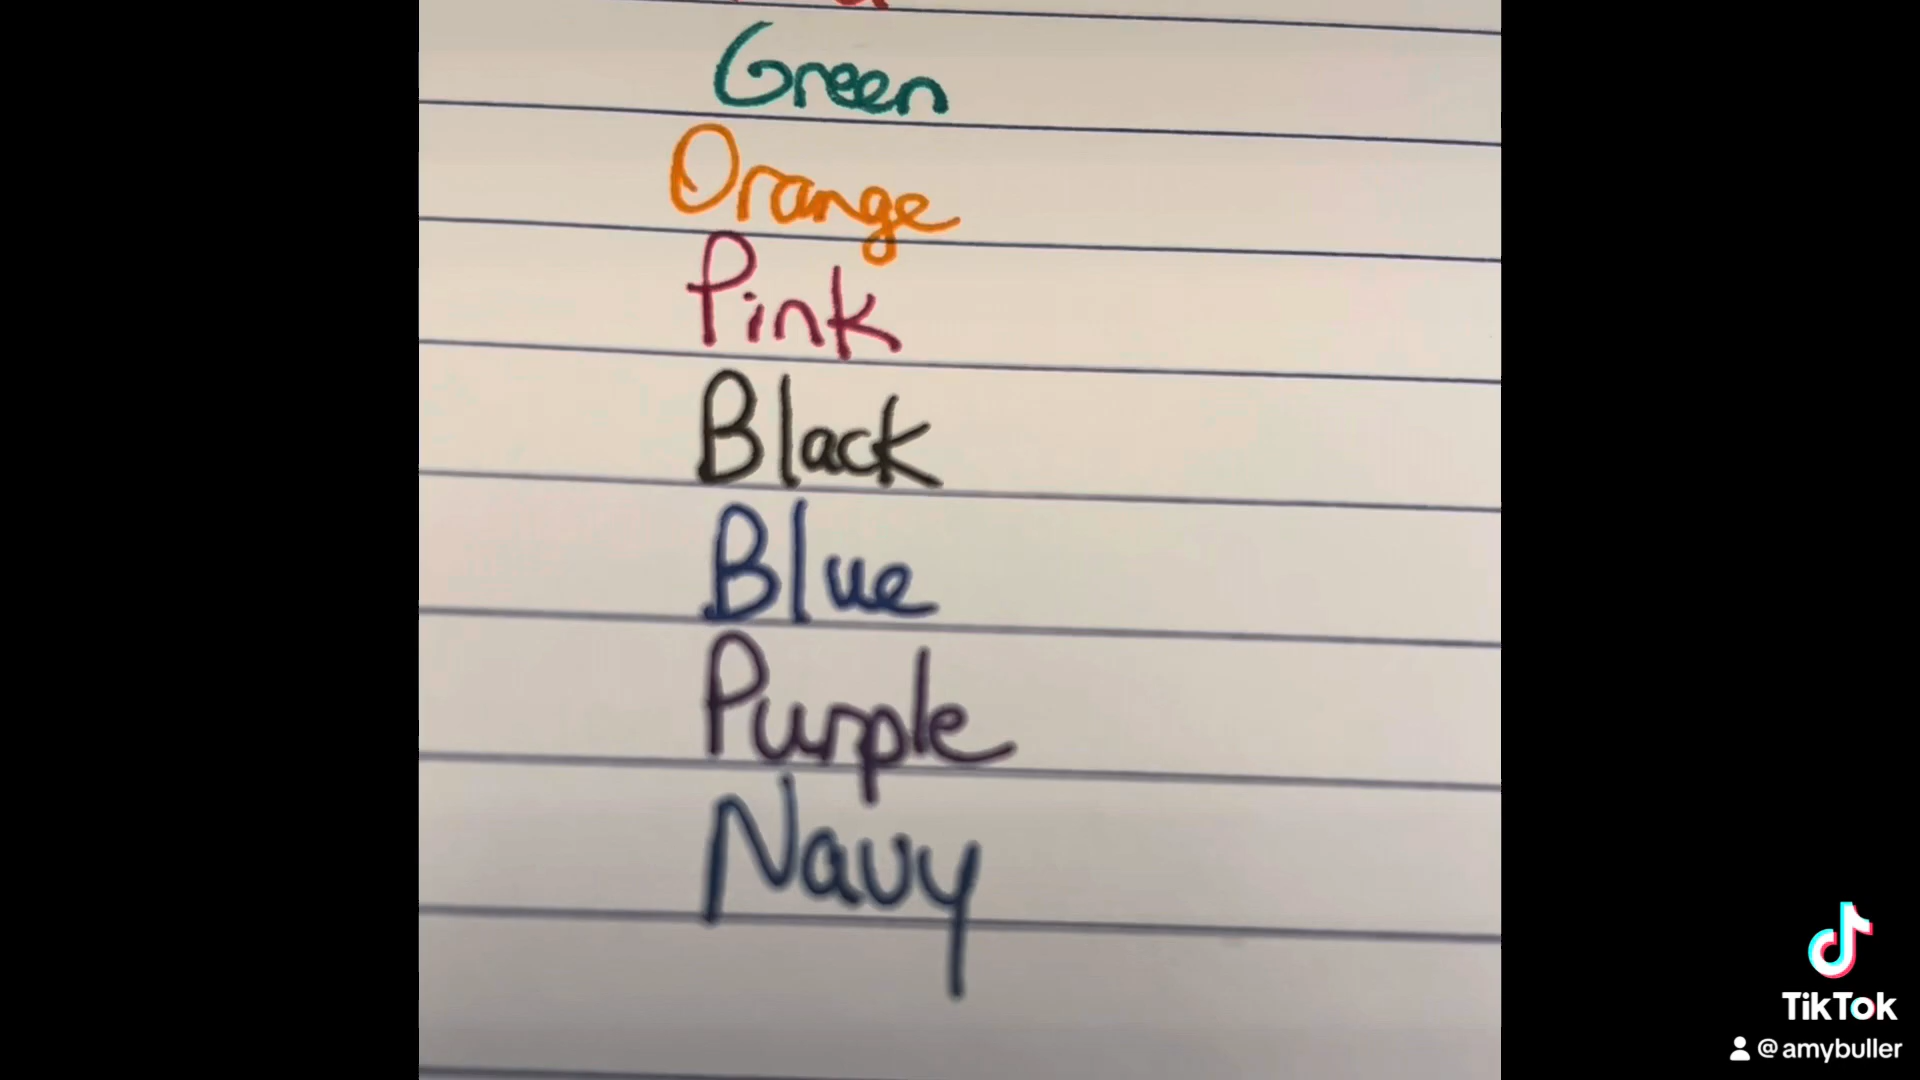 Green
Orange
Pink
Black
Blue
Purple
Navy
TikTok
@amybuller